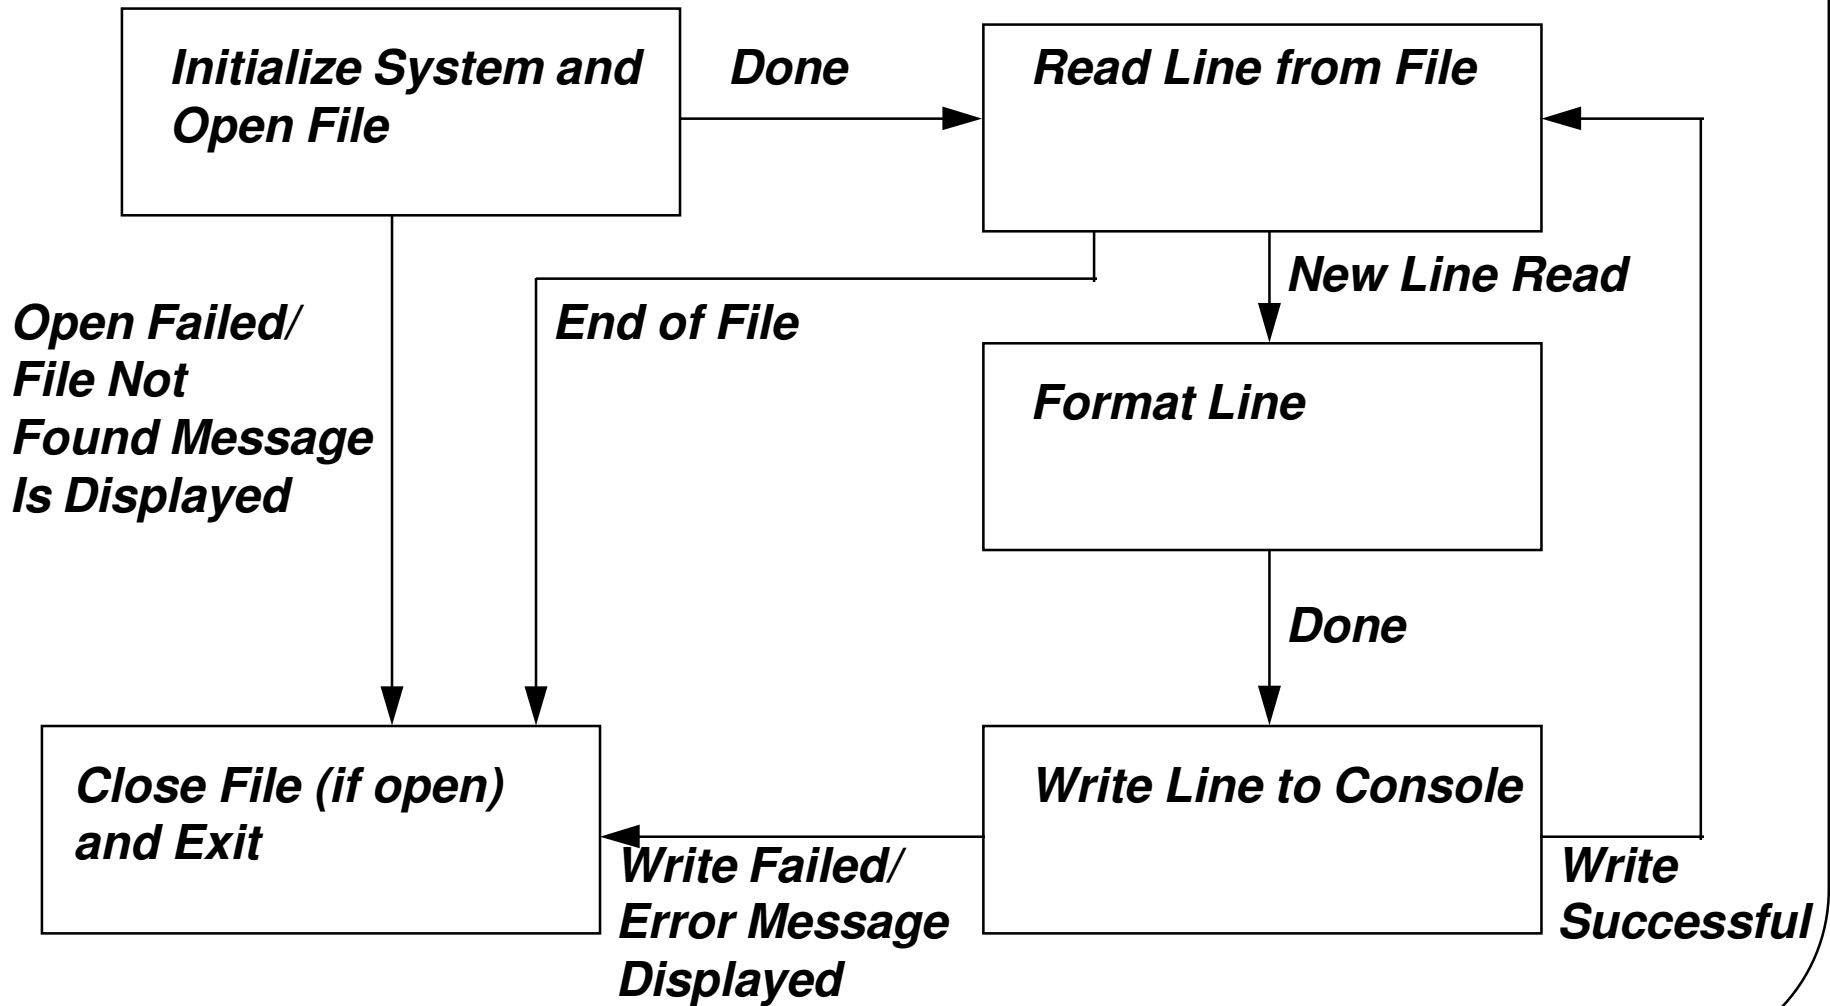 Initialize System and
Open File
Done
Read Line from File
Open Failed/
File Not
Found Message
Is Displayed
End of File
New Line Read
Format Line
Done
Close File (if open)
and Exit
Write Line to Console
Write Failed/
Error Message
Displayed
Write
Successful